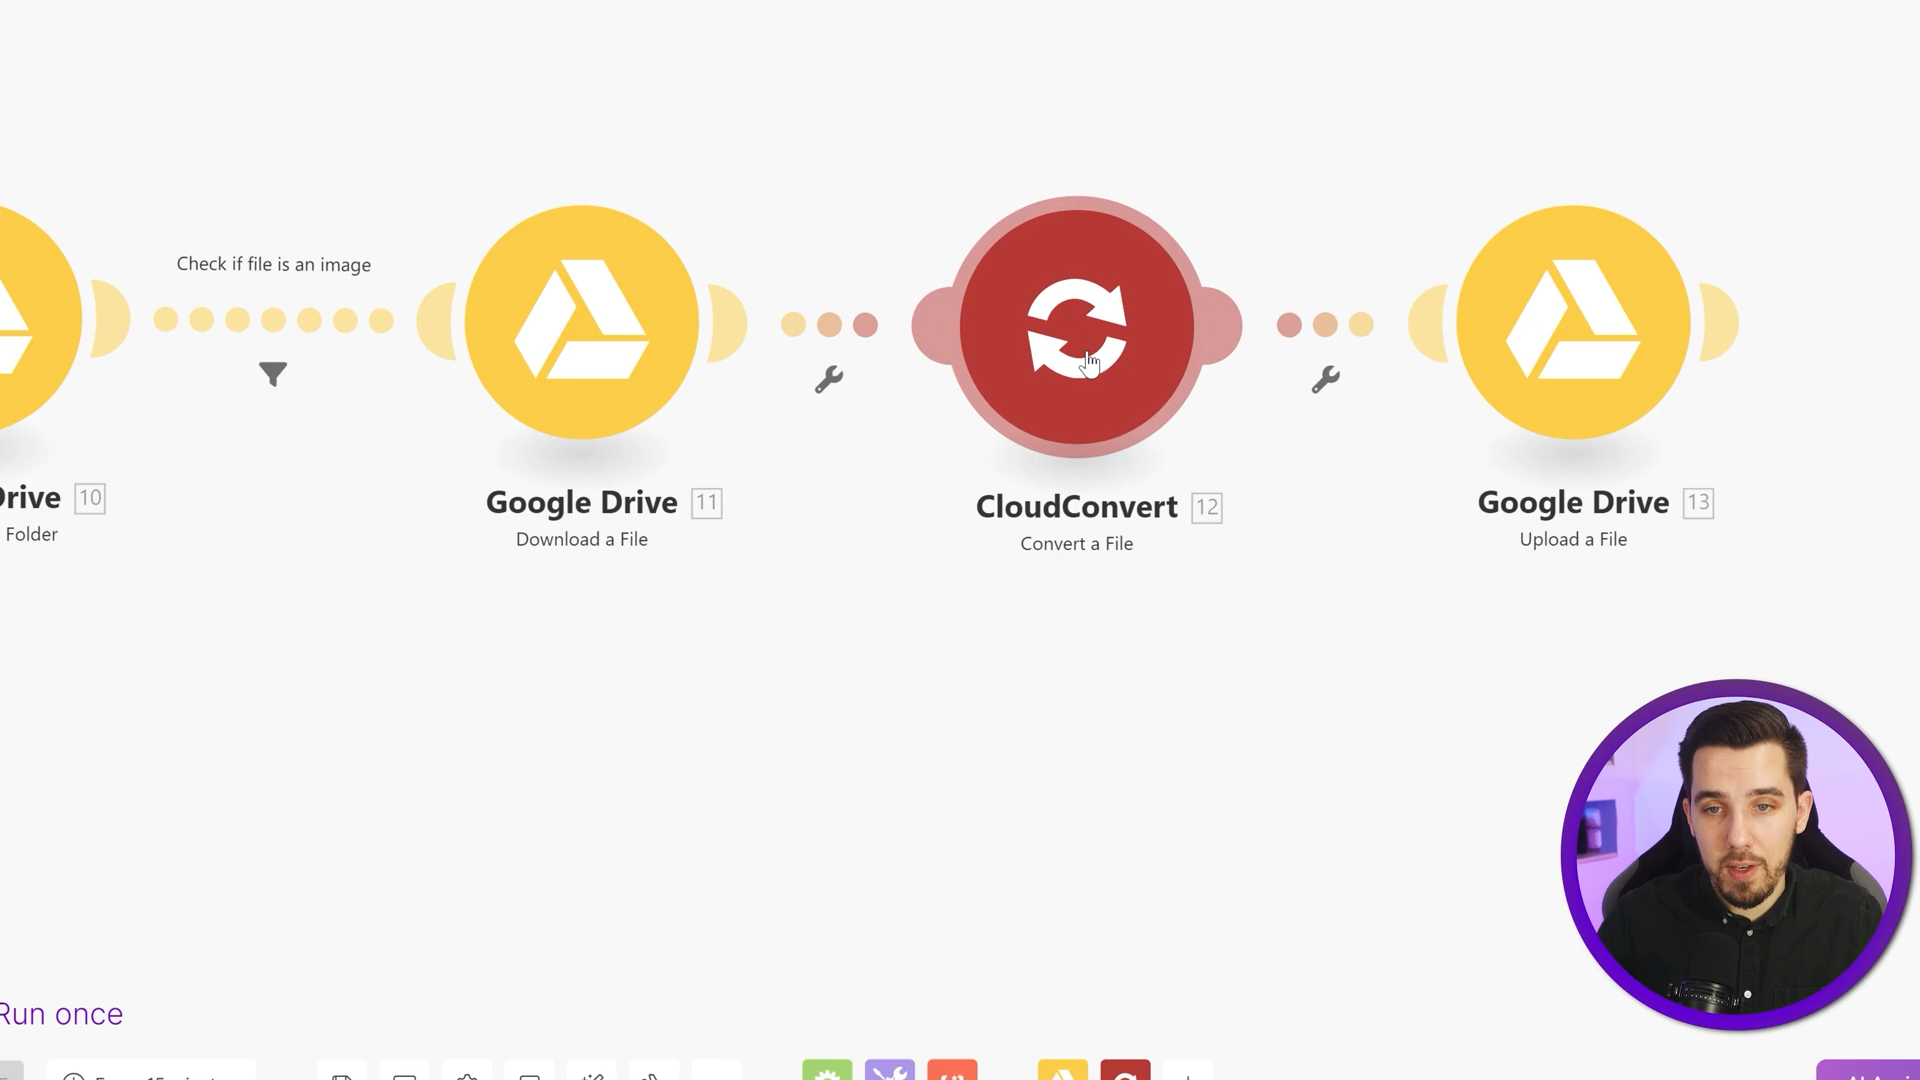 Check if file is an image
Drive 10
Folder
Google Drive 11
Download a File
CloudConvert 12
Convert a File
Google Drive 13
Upload a File
Run once